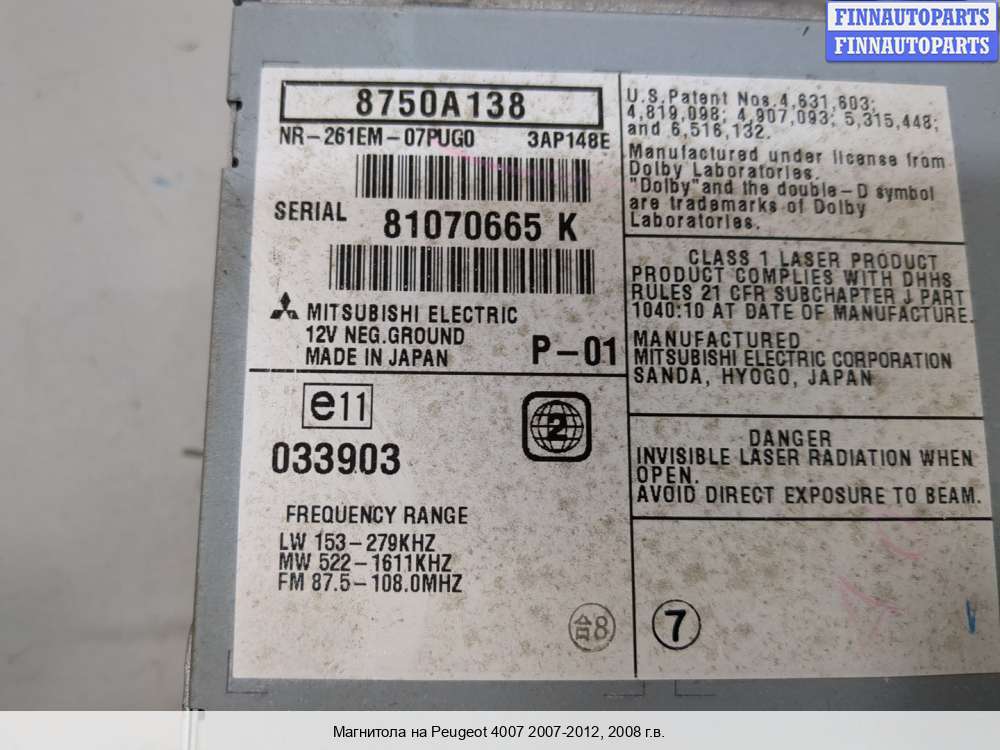 FINNAUTOPARTS
FINNAUTOPARTS
8750A138
NR-261EM-07PUG0 3AP148E
SERIAL 81070665 K
MITSUBISHI ELECTRIC
12V NEG.GROUND
MADE IN JAPAN P-01
e11
2
033903
FREQUENCY RANGE
LW 153-279KHZ
MW 522-1611KHZ
FM 87.5-108.0MHZ
合8
U.S.Patent Nos.4,631,603;
4,819,098; 4,907,093; 5,315,448;
and 6,516,132.
Manufactured under license from
Dolby Laboratories.
"Dolby"and the double-D symbol
are trademarks of Dolby
Laboratories.
CLASS 1 LASER PRODUCT
PRODUCT COMPLIES WITH DHHS
RULES 21 CFR SUBCHAPTER J PART
1040:10 AT DATE OF MANUFACTURE.
MANUFACTURED
MITSUBISHI ELECTRIC CORPORATION
SANDA, HYOGO, JAPAN
DANGER
INVISIBLE LASER RADIATION WHEN
OPEN.
AVOID DIRECT EXPOSURE TO BEAM.
7
Магнитола на Peugeot 4007 2007-2012, 2008 г.в.